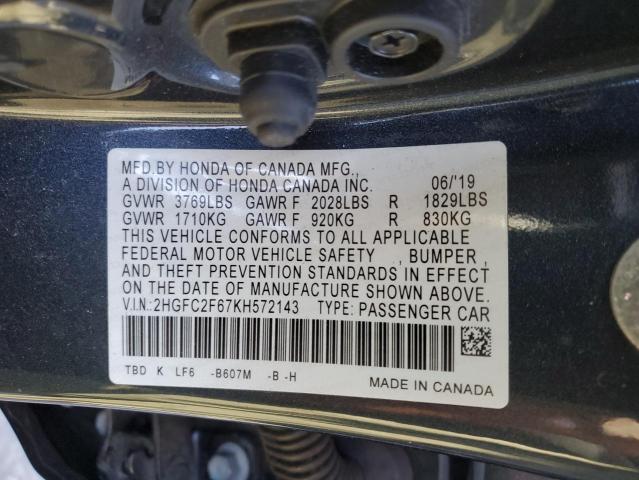 MFD.BY HONDA OF CANADA MFG.,
A DIVISION OF HONDA CANADA INC. 06/'19
GVWR 3769LBS GAWR F 2028LBS R 1829LBS
GVWR 1710KG GAWR F 920KG R 830KG
THIS VEHICLE CONFORMS TO ALL APPLICABLE
FEDERAL MOTOR VEHICLE SAFETY , BUMPER ,
AND THEFT PREVENTION STANDARDS IN EFFECT
ON THE DATE OF MANUFACTURE SHOWN ABOVE.
V.I.N.:2HGFC2F67KH572143 TYPE: PASSENGER CAR
TBD K LF6 -B607M -B -H
MADE IN CANADA